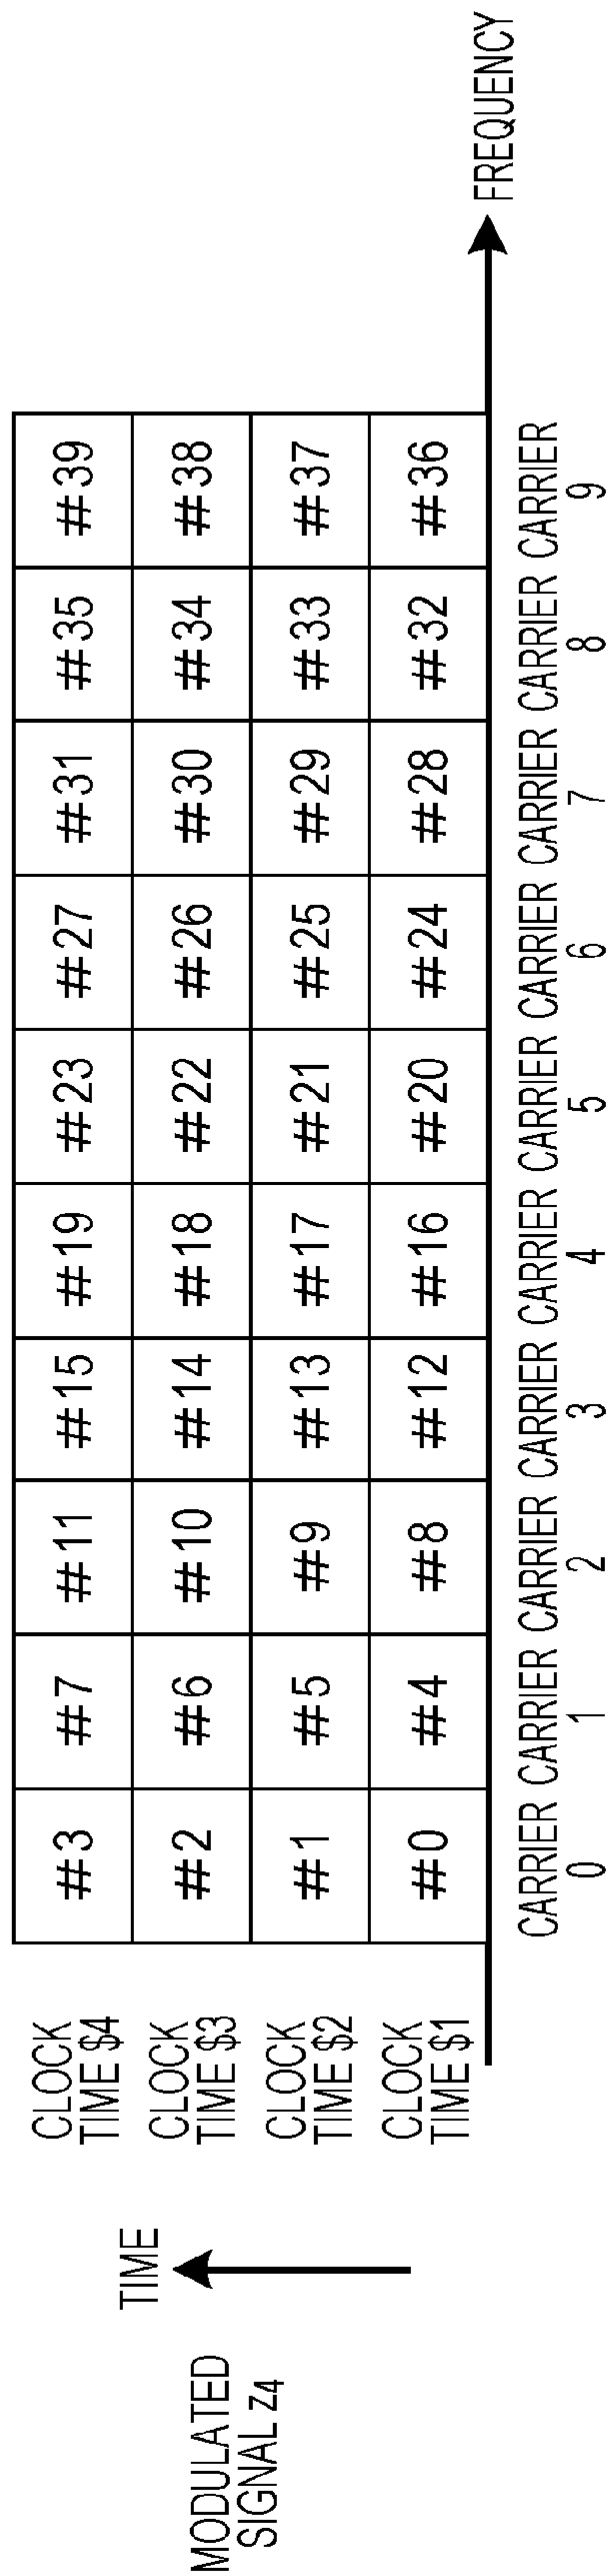 MODULATED
SIGNAL z4
TIME
CLOCK
TIME $4
#3 #7 #11 #15 #19 #23 #27 #31 #35 #39
CLOCK
TIME $3
#2 #6 #10 #14 #18 #22 #26 #30 #34 #38
CLOCK
TIME $2
#1 #5 #9 #13 #17 #21 #25 #29 #33 #37
CLOCK
TIME $1
#0 #4 #8 #12 #16 #20 #24 #28 #32 #36
FREQUENCY
CARRIER CARRIER CARRIER CARRIER CARRIER CARRIER CARRIER CARRIER CARRIER CARRIER
0 1 2 3 4 5 6 7 8 9